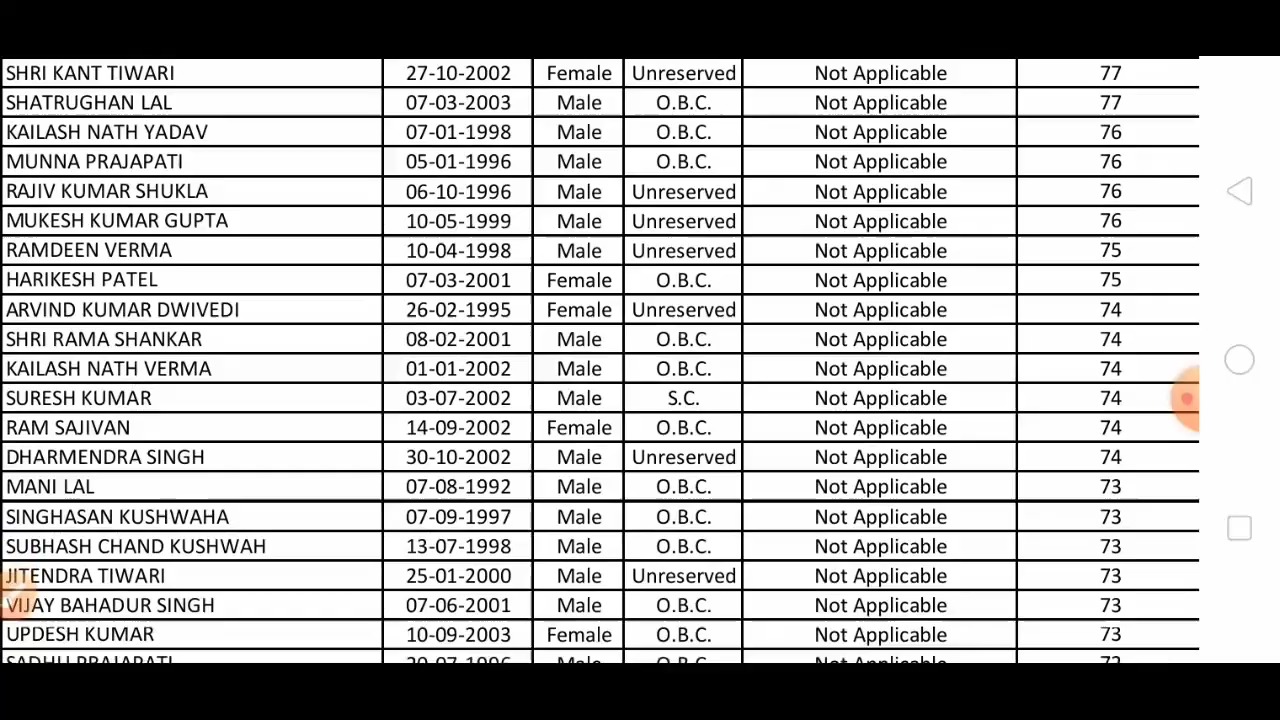 SHRI KANT TIWARI 27-10-2002 Female Unreserved Not Applicable 77
SHATRUGHAN LAL 07-03-2003 Male O.B.C. Not Applicable 77
KAILASH NATH YADAV 07-01-1998 Male O.B.C. Not Applicable 76
MUNNA PRAJAPATI 05-01-1996 Male O.B.C. Not Applicable 76
RAJIV KUMAR SHUKLA 06-10-1996 Male Unreserved Not Applicable 76
MUKESH KUMAR GUPTA 10-05-1999 Male Unreserved Not Applicable 76
RAMDEEN VERMA 10-04-1998 Male Unreserved Not Applicable 75
HARIKESH PATEL 07-03-2001 Female O.B.C. Not Applicable 75
ARVIND KUMAR DWIVEDI 26-02-1995 Female Unreserved Not Applicable 74
SHRI RAMA SHANKAR 08-02-2001 Male O.B.C. Not Applicable 74
KAILASH NATH VERMA 01-01-2002 Male O.B.C. Not Applicable 74
SURESH KUMAR 03-07-2002 Male S.C. Not Applicable 74
RAM SAJIVAN 14-09-2002 Female O.B.C. Not Applicable 74
DHARMENDRA SINGH 30-10-2002 Male Unreserved Not Applicable 74
MANI LAL 07-08-1992 Male O.B.C. Not Applicable 73
SINGHASAN KUSHWAHA 07-09-1997 Male O.B.C. Not Applicable 73
SUBHASH CHAND KUSHWAH 13-07-1998 Male O.B.C. Not Applicable 73
JITENDRA TIWARI 25-01-2000 Male Unreserved Not Applicable 73
VIJAY BAHADUR SINGH 07-06-2001 Male O.B.C. Not Applicable 73
UPDESH KUMAR 10-09-2003 Female O.B.C. Not Applicable 73
SADHU PRAJAPATI Male O.B.C. Not Applicable 72